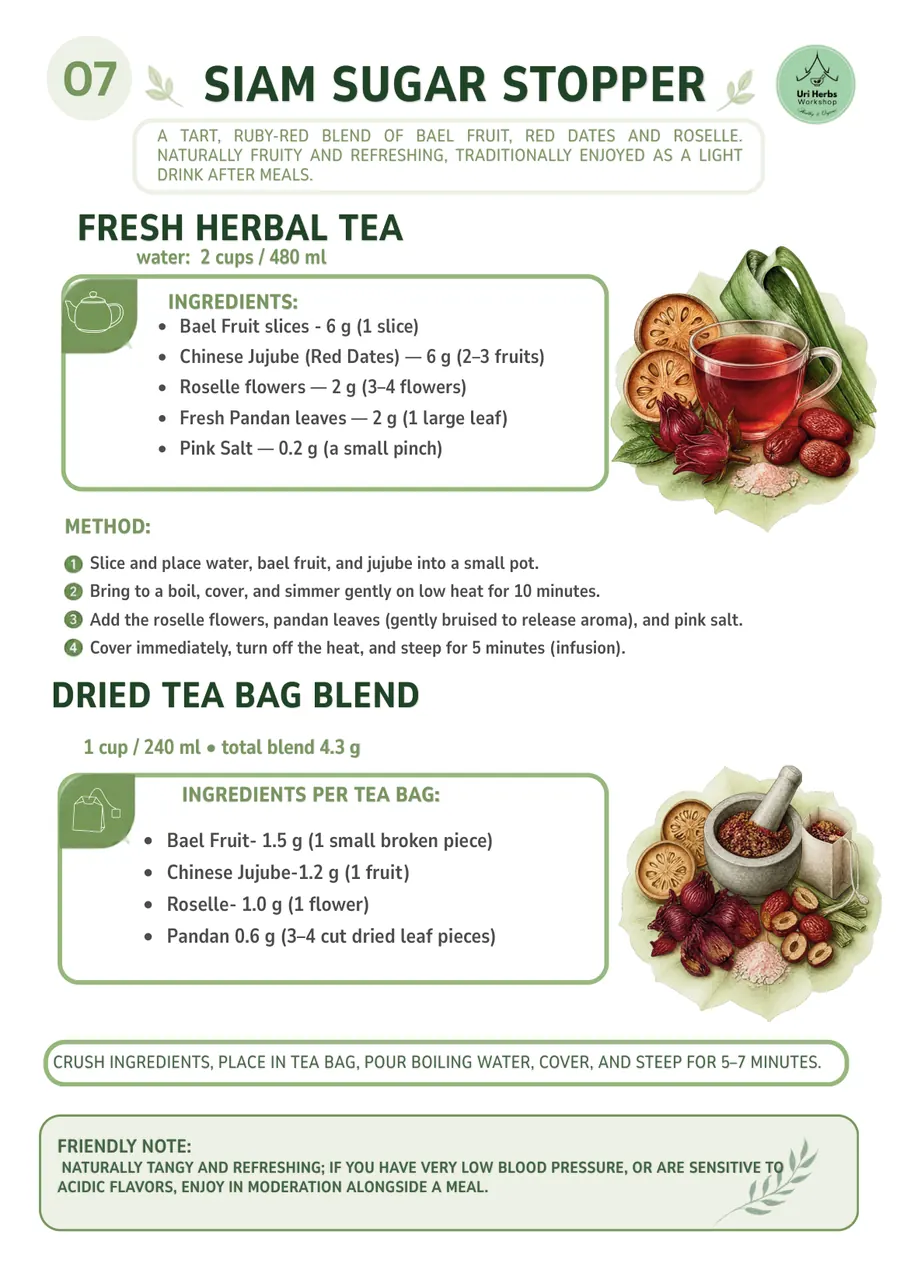 07
SIAM SUGAR STOPPER
Uri Herbs
Workshop
Healthy & Organic
A TART, RUBY-RED BLEND OF BAEL FRUIT, RED DATES AND ROSELLE.
NATURALLY FRUITY AND REFRESHING, TRADITIONALLY ENJOYED AS A LIGHT
DRINK AFTER MEALS.
FRESH HERBAL TEA
water: 2 cups / 480 ml
INGREDIENTS:
• Bael Fruit slices - 6 g (1 slice)
• Chinese Jujube (Red Dates) — 6 g (2–3 fruits)
• Roselle flowers — 2 g (3–4 flowers)
• Fresh Pandan leaves — 2 g (1 large leaf)
• Pink Salt — 0.2 g (a small pinch)
METHOD:
1 Slice and place water, bael fruit, and jujube into a small pot.
2 Bring to a boil, cover, and simmer gently on low heat for 10 minutes.
3 Add the roselle flowers, pandan leaves (gently bruised to release aroma), and pink salt.
4 Cover immediately, turn off the heat, and steep for 5 minutes (infusion).
DRIED TEA BAG BLEND
1 cup / 240 ml • total blend 4.3 g
INGREDIENTS PER TEA BAG:
• Bael Fruit- 1.5 g (1 small broken piece)
• Chinese Jujube-1.2 g (1 fruit)
• Roselle- 1.0 g (1 flower)
• Pandan 0.6 g (3–4 cut dried leaf pieces)
CRUSH INGREDIENTS, PLACE IN TEA BAG, POUR BOILING WATER, COVER, AND STEEP FOR 5–7 MINUTES.
FRIENDLY NOTE:
NATURALLY TANGY AND REFRESHING; IF YOU HAVE VERY LOW BLOOD PRESSURE, OR ARE SENSITIVE TO
ACIDIC FLAVORS, ENJOY IN MODERATION ALONGSIDE A MEAL.